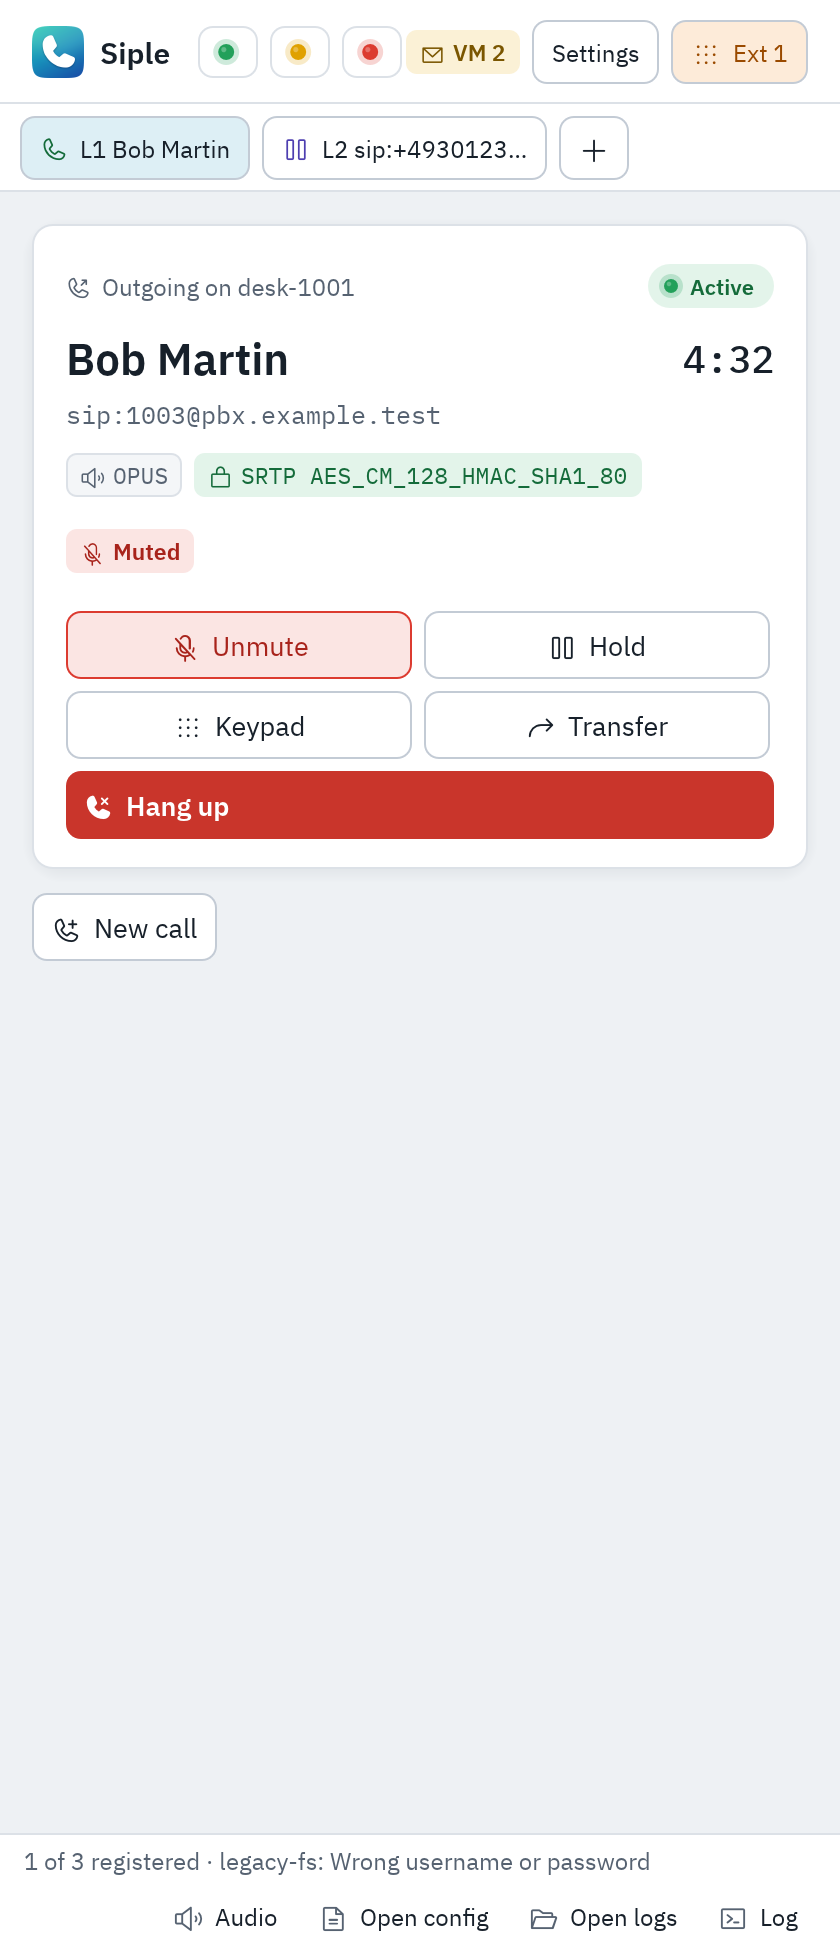 Siple VM 2 Settings Ext 1
L1 Bob Martin L2 sip:+4930123...
Outgoing on desk-1001 Active
Bob Martin 4:32
sip:1003@pbx.example.test
OPUS SRTP AES_CM_128_HMAC_SHA1_80
Muted
Unmute Hold
Keypad Transfer
Hang up
New call
1 of 3 registered · legacy-fs: Wrong username or password
Audio Open config Open logs Log